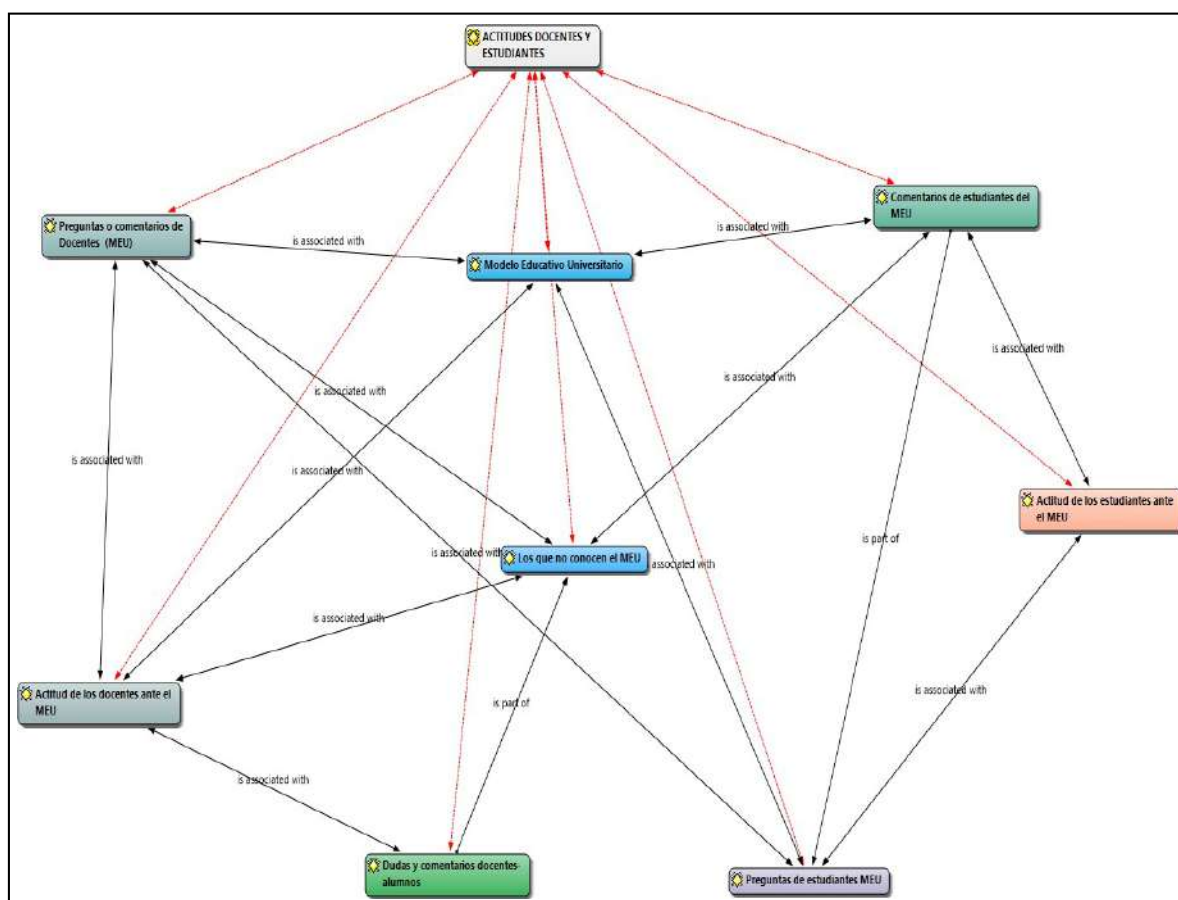 ACTITUDES DOCENTES Y
ESTUDIANTES
Comentarios de estudiantes del
MEU
Preguntas o comentarios de
Docentes (MEU)
is associated with
is associated with
Modelo Educativo Universitario
is associated with
is associated with
is associated with
is associated with
is associated with
Actitud de los estudiantes ante
el MEU
is part of
is associated with
Los que no conocen el MEU
associated with
is associated with
Actitud de los docentes ante el
MEU
is associated with
is part of
is associated with
Dudas y comentarios docentes-
alumnos
Preguntas de estudiantes MEU